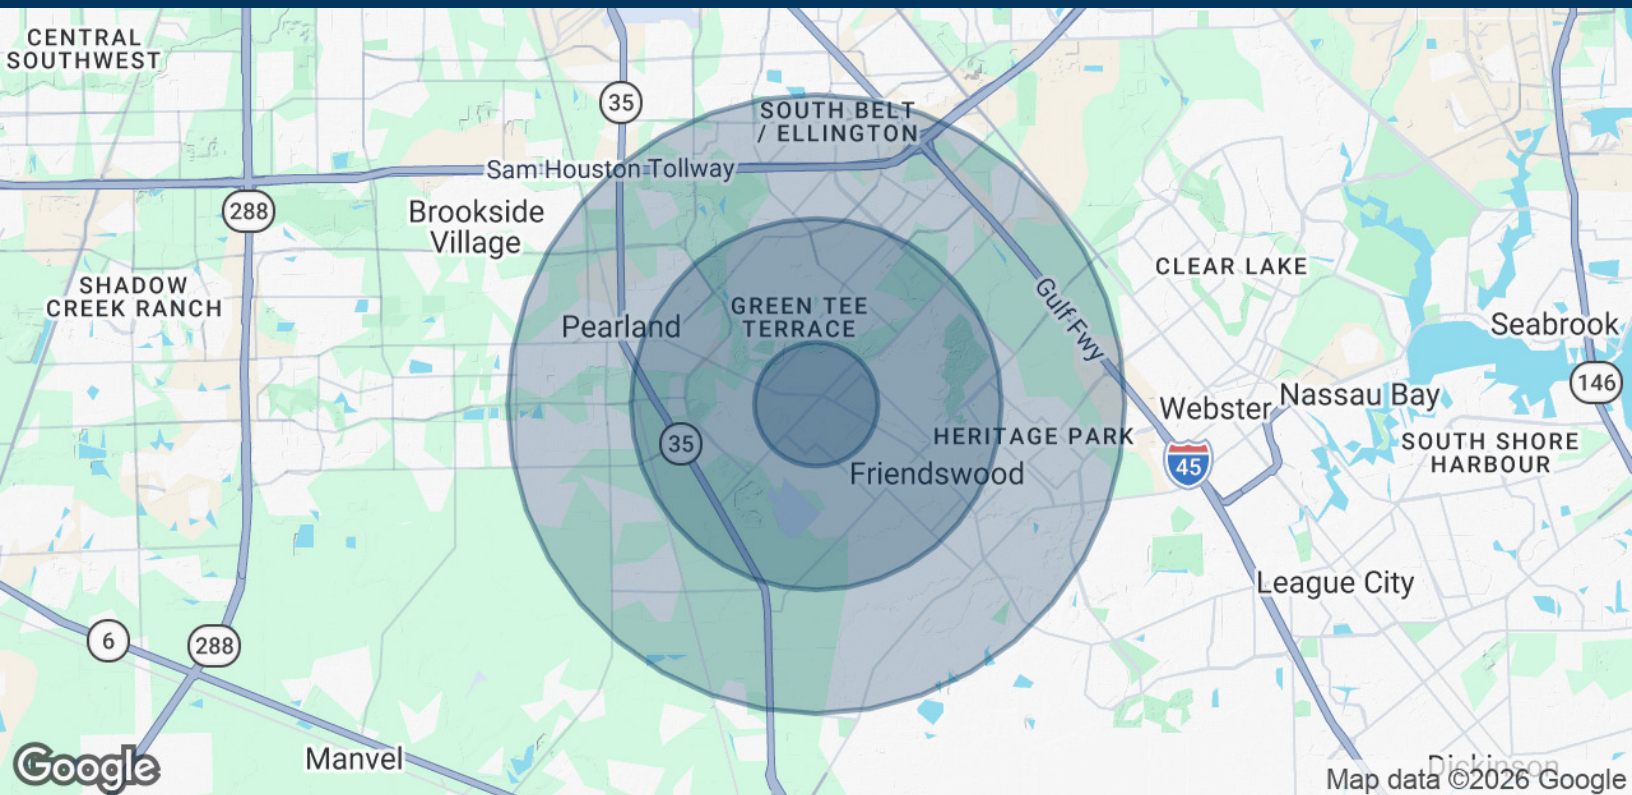 CENTRAL
SOUTHWEST
35
SOUTH BELT
/ ELLINGTON
Sam Houston Tollway
288
Brookside
Village
CLEAR LAKE
SHADOW
CREEK RANCH
Gulf Fwy
GREEN TEE
TERRACE
Pearland
Seabrook
146
Nassau Bay
Webster
35
HERITAGE PARK
SOUTH SHORE
HARBOUR
45
Friendswood
League City
6
288
Manvel
Dickinson
Google
Map data ©2026 Google